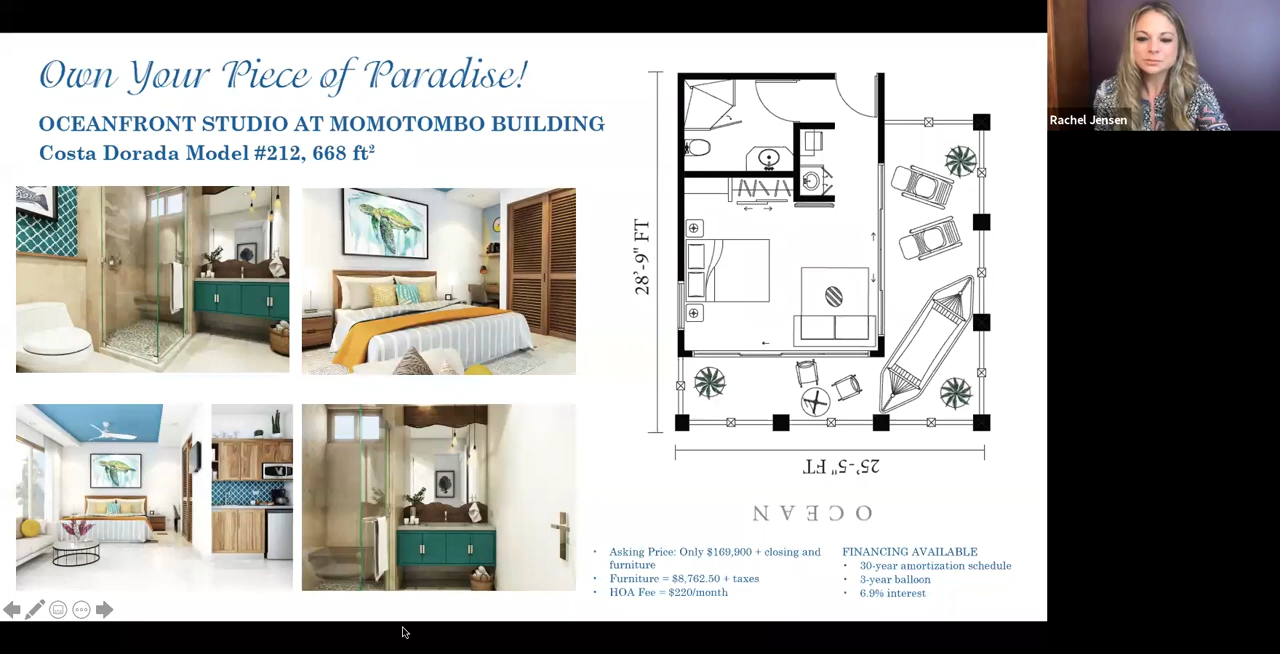 Own Your Piece of Paradise!
OCEANFRONT STUDIO AT MOMOTOMBO BUILDING
Costa Dorada Model #212, 668 ft²
28'-9" FT
25'-5" FT
OCEAN
• Asking Price: Only $169,900 + closing and
furniture
• Furniture = $8,762.50 + taxes
• HOA Fee = $220/month
FINANCING AVAILABLE
• 30-year amortization schedule
• 3-year balloon
• 6.9% interest
Rachel Jensen